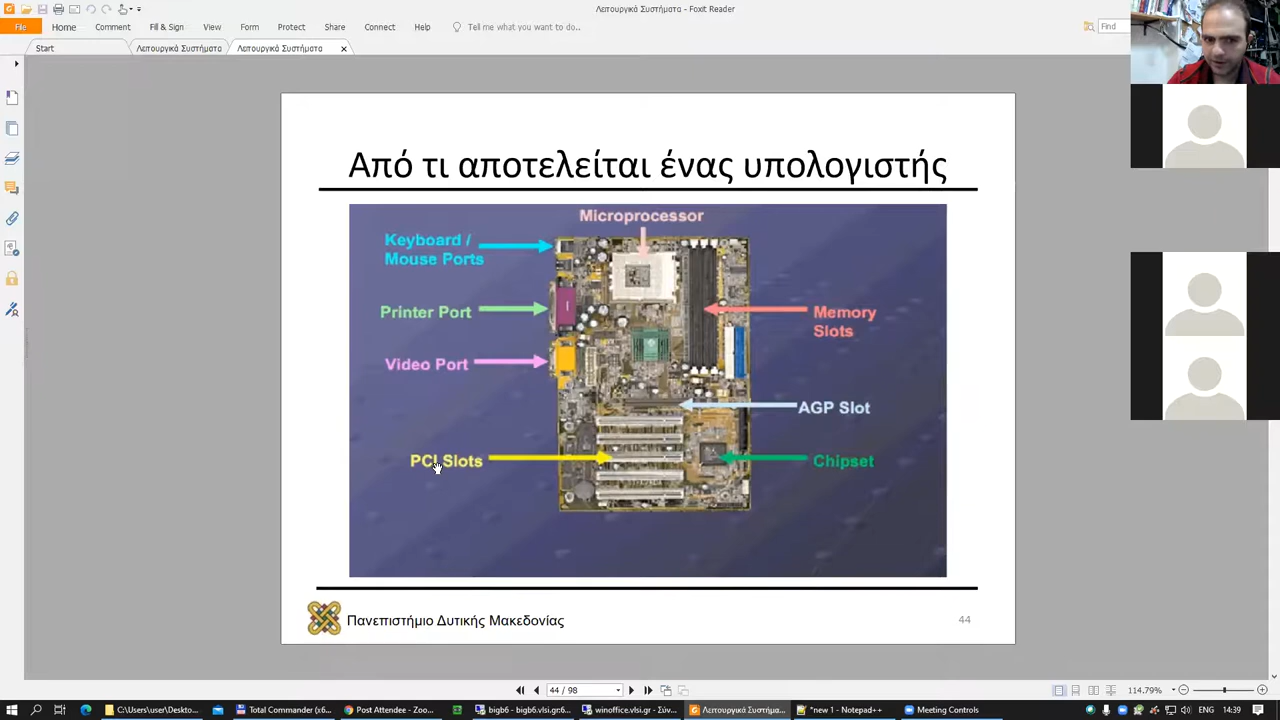 Λειτουργικά Συστήματα - Foxit Reader
File
Home
Comment
Fill & Sign
View
Form
Protect
Share
Connect
Help
Tell me what you want to do..
Find
Start
Λειτουργικά Συστήματα
Λειτουργικά Συστήματα
Από τι αποτελείται ένας υπολογιστής
Microprocessor
Keyboard /
Mouse Ports
Printer Port
Memory
Slots
Video Port
AGP Slot
PCI Slots
Chipset
Πανεπιστήμιο Δυτικής Μακεδονίας
44
44 / 98
114.79%
C:\Users\user\Deskto...
Total Commander (x6...
Post Attendee - Zoo...
bigb6 - bigb6.vlsi.gr:6...
winoffice.vlsi.gr - Σύν...
Λειτουργικά Συστήμα...
*new 1 - Notepad++
Meeting Controls
ENG
14:39